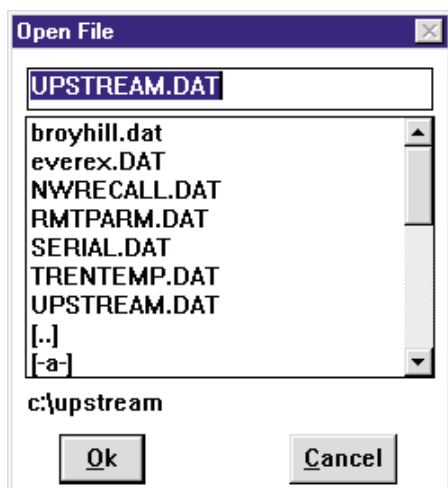 Open File
UPSTREAM.DAT
broyhill.dat
everex.DAT
NWRECALL.DAT
RMTPARM.DAT
SERIAL.DAT
TRENTEMP.DAT
UPSTREAM.DAT
[..]
[-a-]
c:\upstream
Ok
Cancel